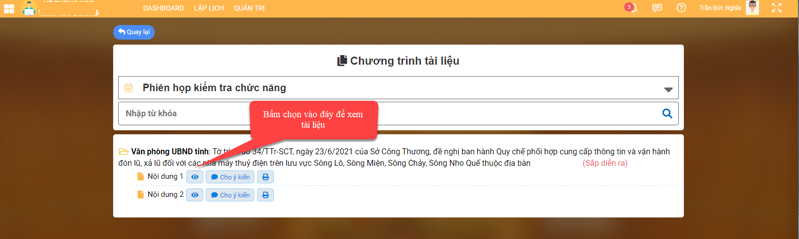 DASHBOARD LẬP LỊCH QUẢN TRỊ 3 Trần Đức Nghĩa
Quay lại
Chương trình tài liệu
Phiên họp kiểm tra chức năng
Nhập từ khóa
Bấm chọn vào đây để xem
tài liệu
Văn phòng UBND tỉnh: Tờ 34/TTr-SCT, ngày 23/6/2021 của Sở Công Thương, đề nghị ban hành Quy chế phối hợp cung cấp thông tin và vận hành
đón lũ, xả lũ đối với các nhà máy thuỷ điện trên lưu vực Sông Lô, Sông Miện, Sông Chảy, Sông Nho Quế thuộc địa bàn (Sắp diễn ra)
Nội dung 1 Cho ý kiến
Nội dung 2 Cho ý kiến